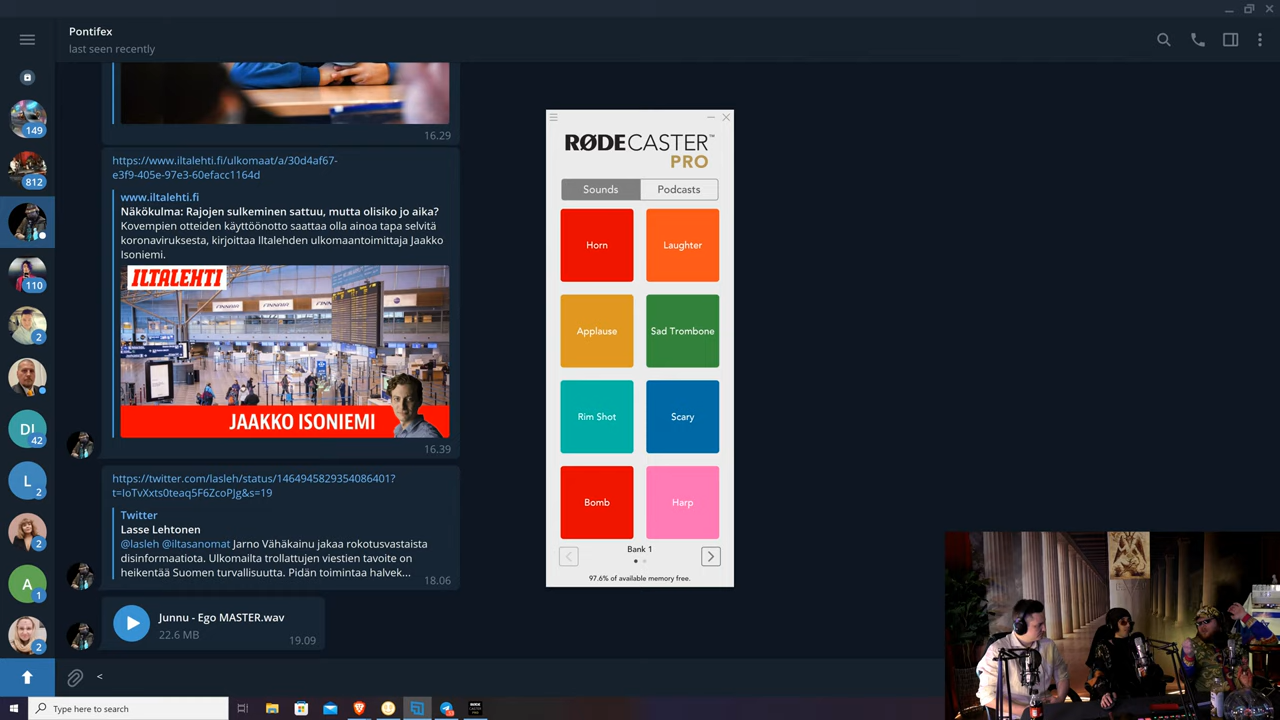 Pontifex
last seen recently
149
812
110
2
DI
42
L
2
2
A
1
2
16.29
https://www.iltalehti.fi/ulkomaat/a/30d4af67-
e3f9-405e-97e3-60efacc1164d
www.iltalehti.fi
Näkökulma: Rajojen sulkeminen sattuu, mutta olisiko jo aika?
Kovempien otteiden käyttöönotto saattaa olla ainoa tapa selvitä
koronaviruksesta, kirjoittaa Iltalehden ulkomaantoimittaja Jaakko
Isoniemi.
ILTALEHTI
FINNAIR
JAAKKO ISONIEMI
16.39
https://twitter.com/lasleh/status/1464945829354086401?
t=IoTvXxts0teaq5F6ZcoPJg&s=19
Twitter
Lasse Lehtonen
@lasleh @iltasanomat Jarno Vähäkainu jakaa rokotusvastaista
disinformaatiota. Ulkomailta trollattujen viestien tavoite on
heikentää Suomen turvallisuutta. Pidän toimintaa halvek...
18.06
Junnu - Ego MASTER.wav
22.6 MB
19.09
<
RØDECASTER™
PRO
Sounds
Podcasts
Horn
Laughter
Applause
Sad Trombone
Rim Shot
Scary
Bomb
Harp
Bank 1
97.6% of available memory free.
Type here to search
RØDE
CASTER
PRO